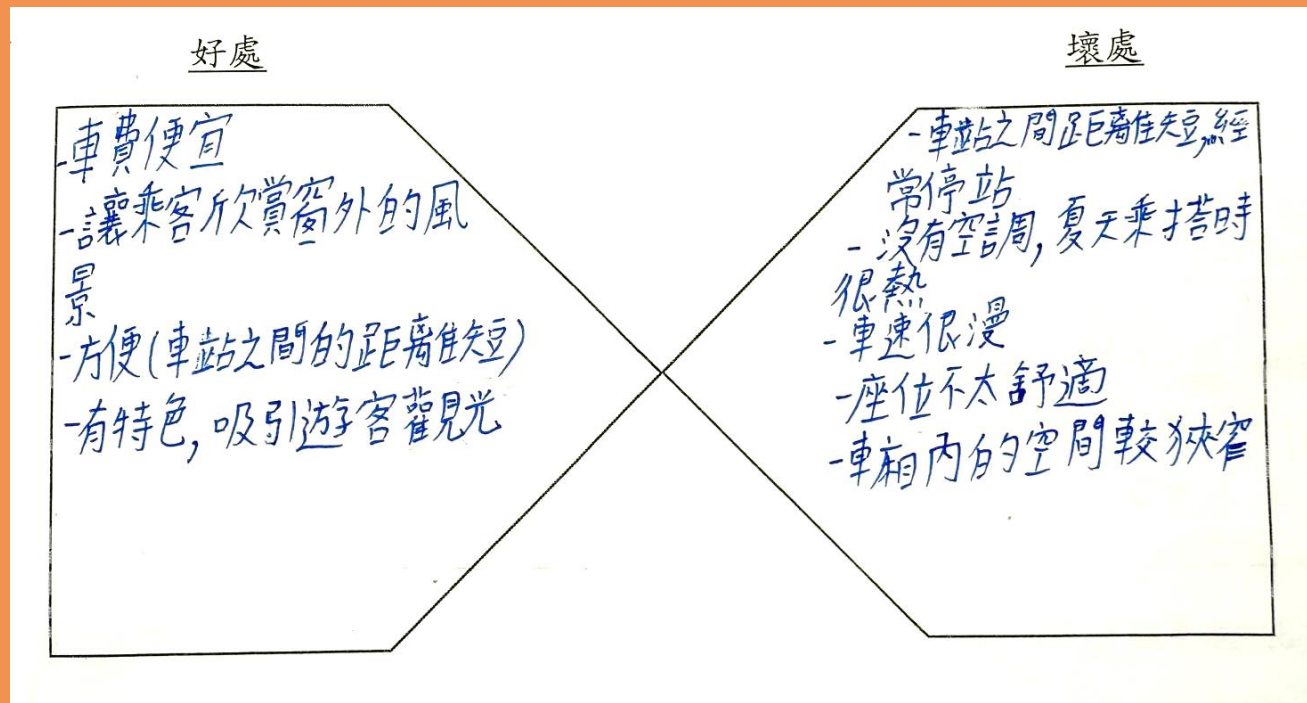 好處
壞處
-車費便宜
-讓乘客欣賞窗外的風
景
-方便(車站之間的距離短)
-有特色,吸引遊客觀光
-車站之間距離短,經
常停站
-沒有空調,夏天乘搭時
很熱
-車速很漫
-座位不太舒適
-車廂內的空間較狹窄